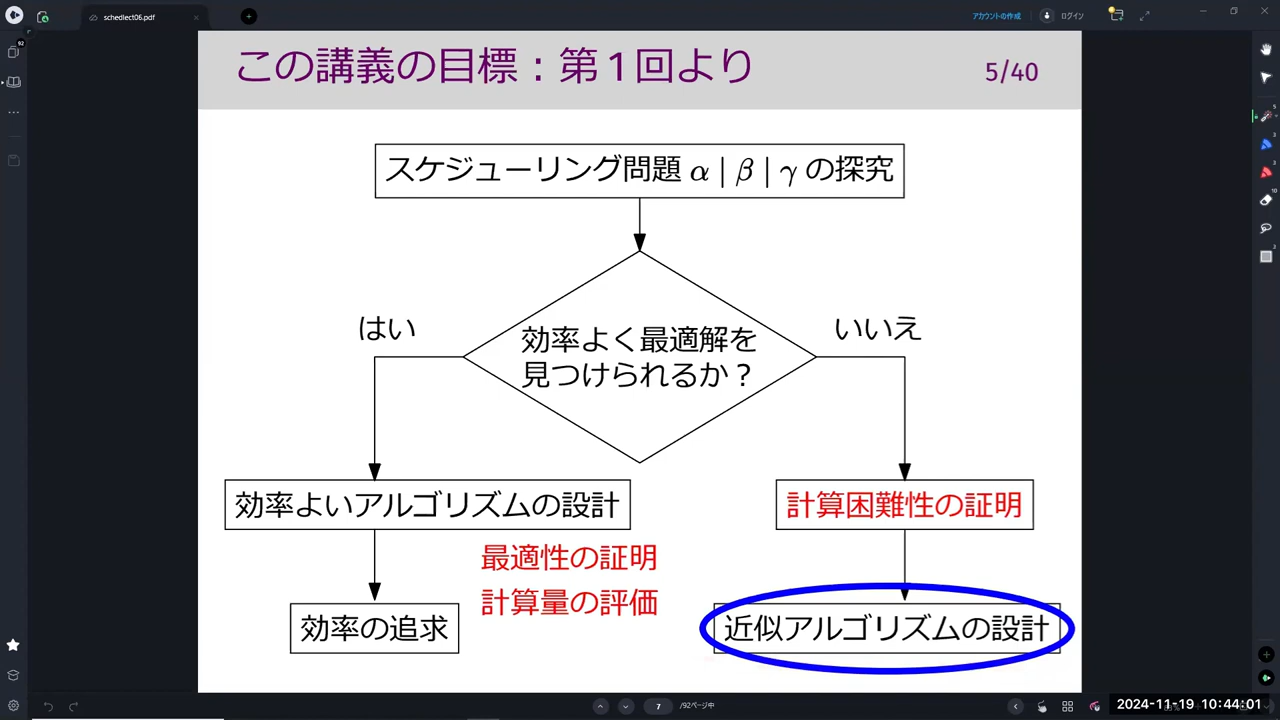 schedlect06.pdf
アカウントの作成
ログイン
92
この講義の目標：第１回より
5/40
スケジューリング問題 α | β | γ の探究
はい
効率よく最適解を
見つけられるか？
いいえ
効率よいアルゴリズムの設計
計算困難性の証明
最適性の証明
計算量の評価
効率の追求
近似アルゴリズムの設計
7
/92ページ中
2024-11-19 10:44:01